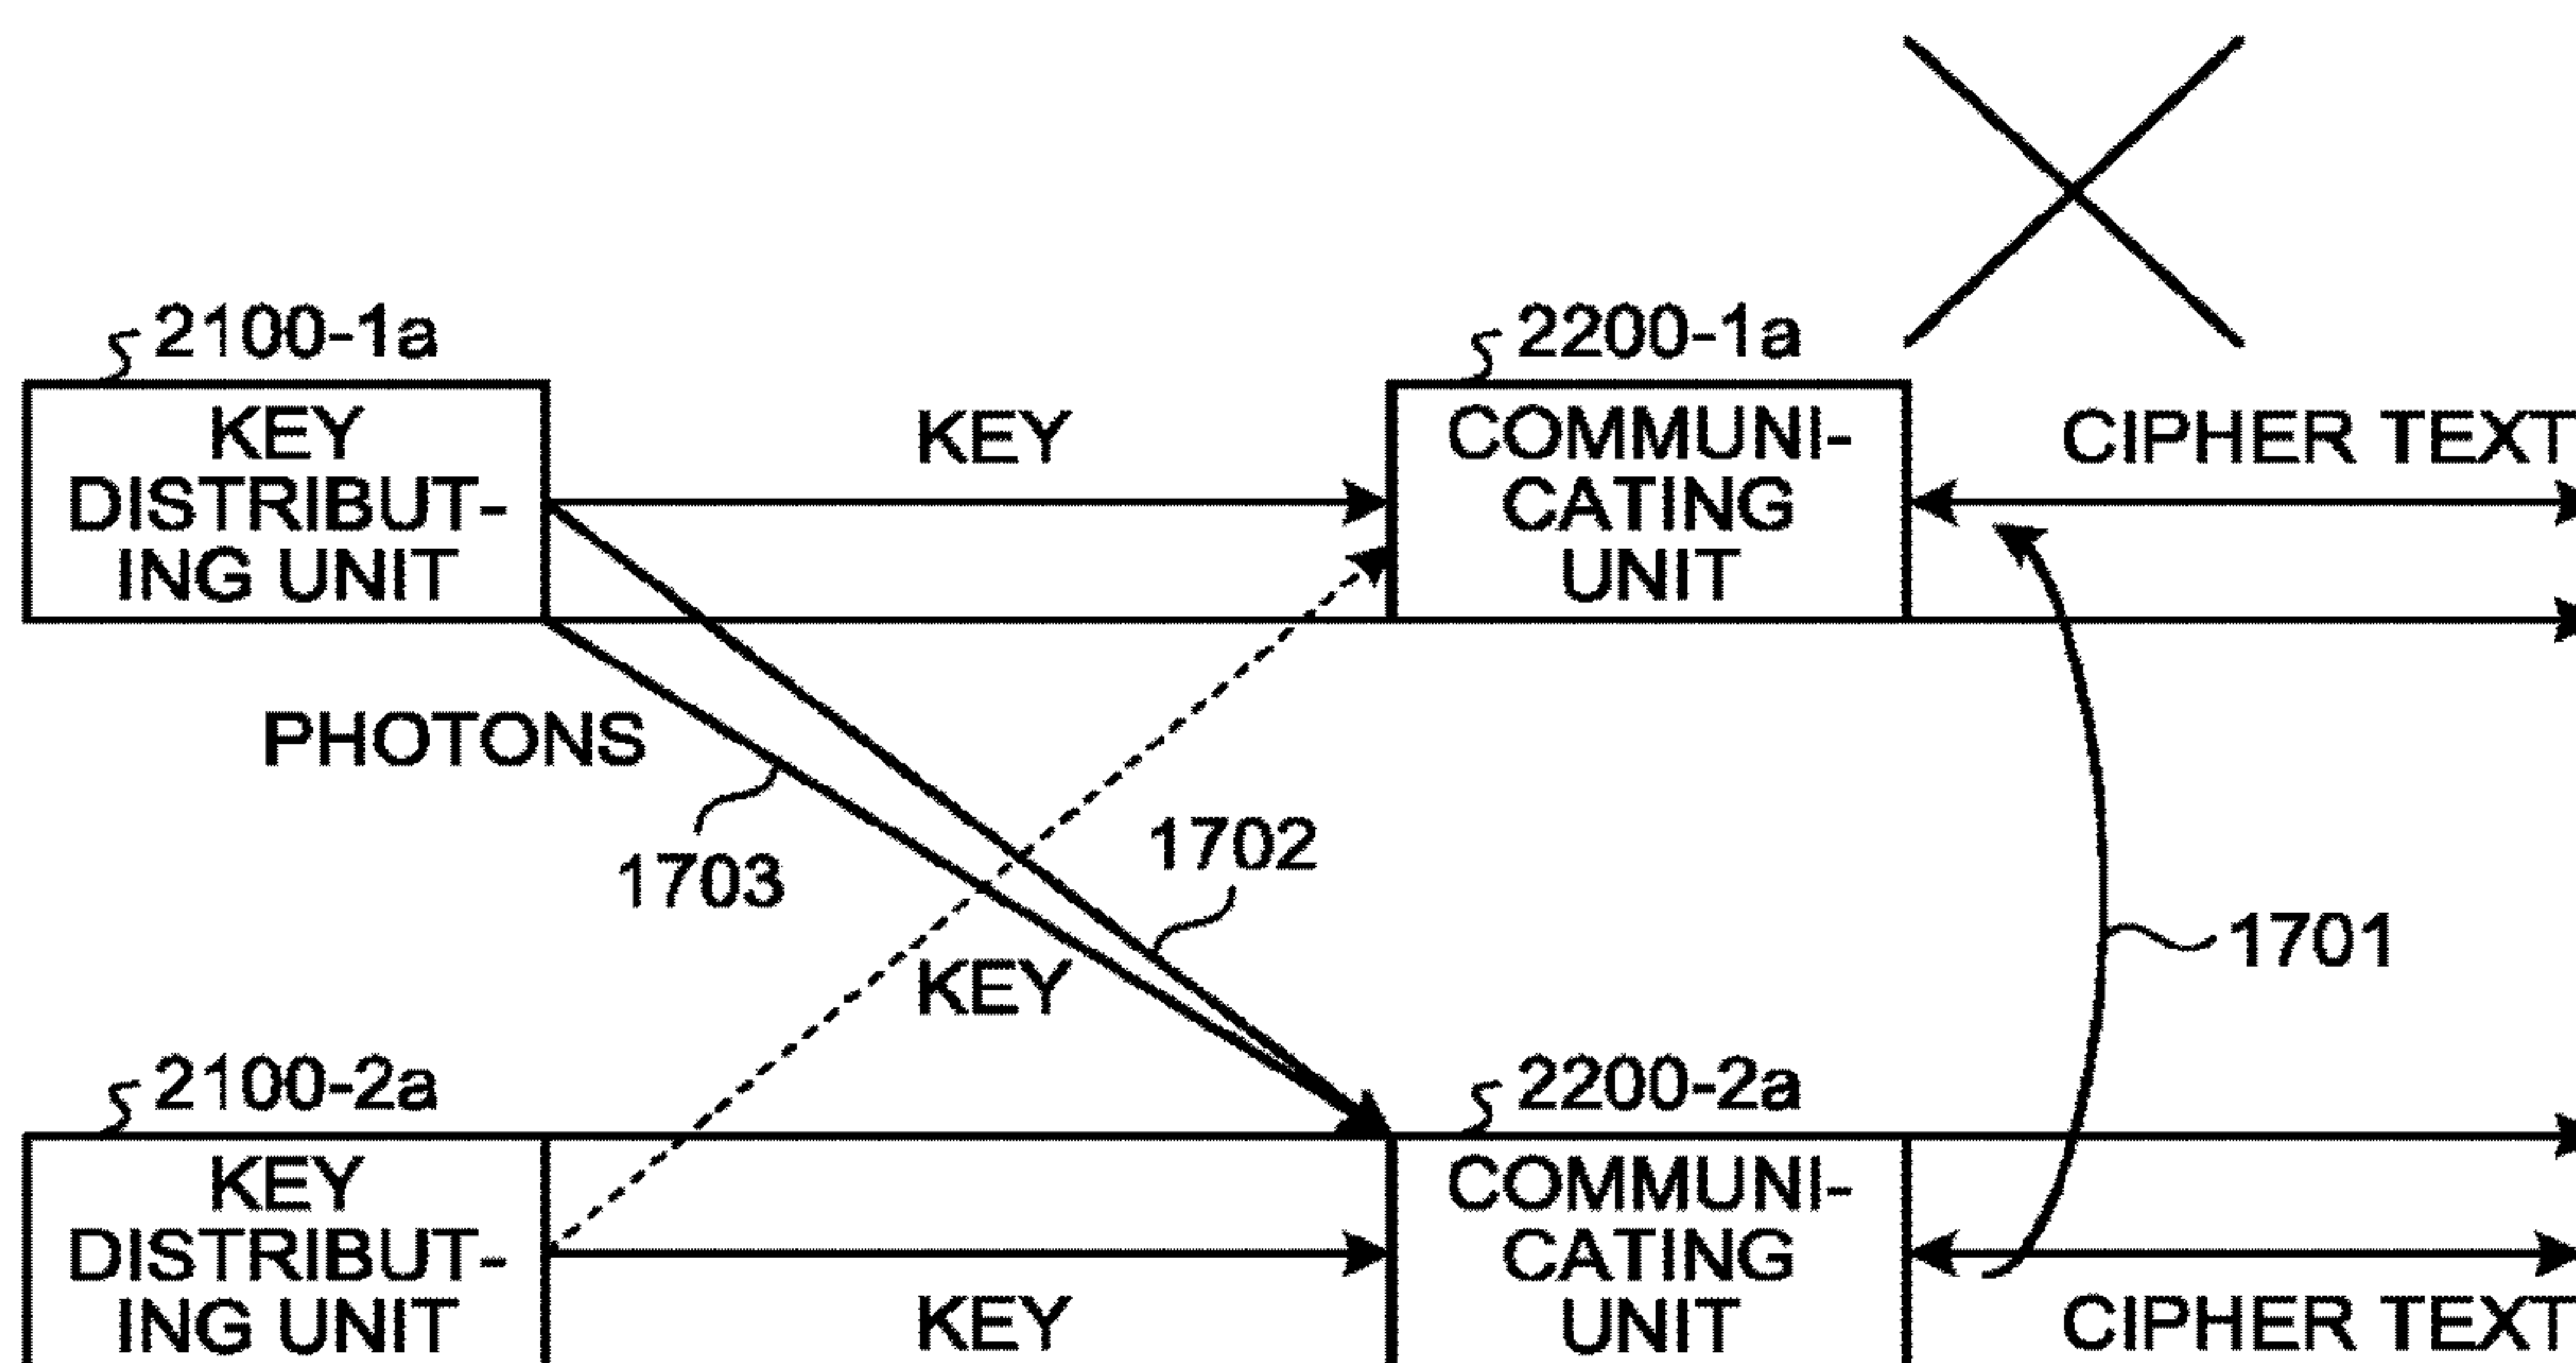 2100-1a
2200-1a
KEY
DISTRIBUT-
ING UNIT
KEY
COMMUNI-
CATING
UNIT
CIPHER TEXT
PHOTONS
1703
1702
1701
KEY
2100-2a
2200-2a
KEY
DISTRIBUT-
ING UNIT
KEY
COMMUNI-
CATING
UNIT
CIPHER TEXT